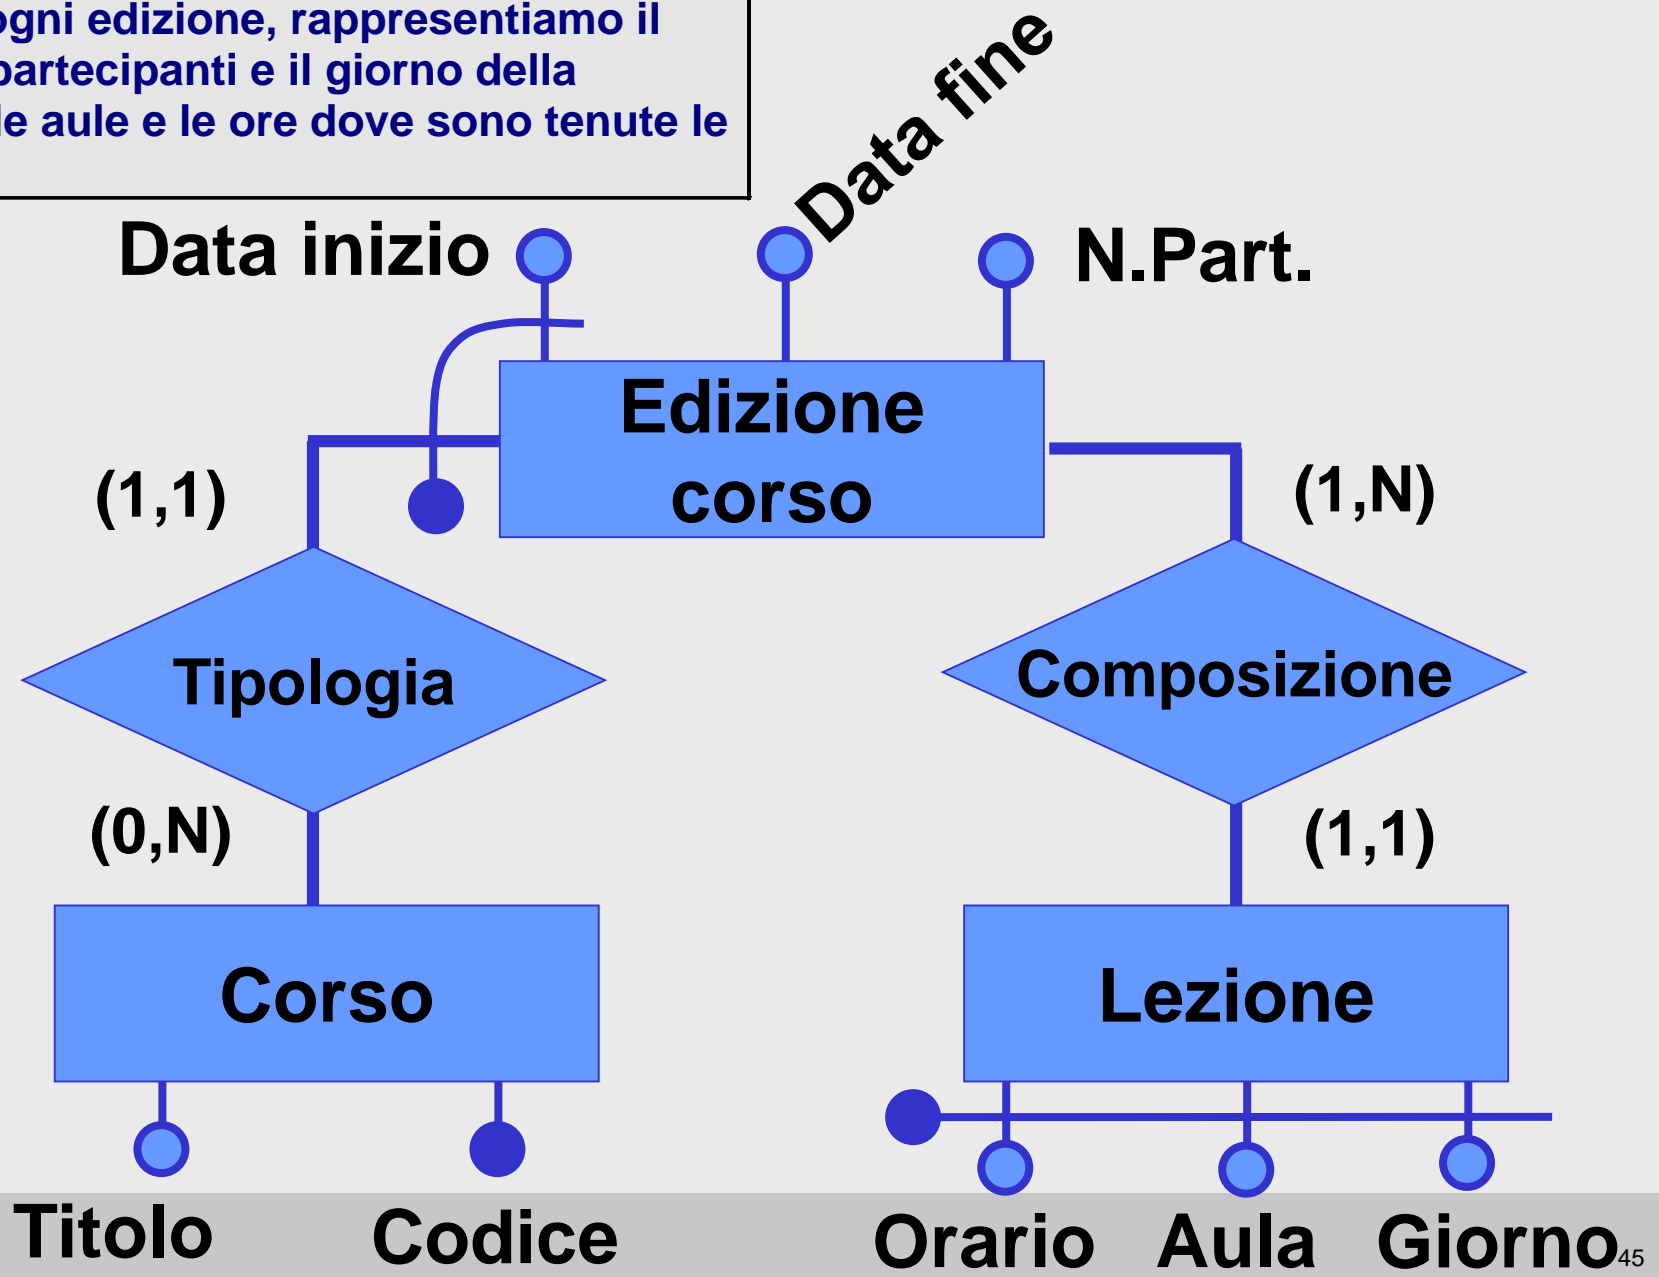 ogni edizione, rappresentiamo il
partecipanti e il giorno della
le aule e le ore dove sono tenute le
Data fine
Data inizio
N.Part.
Edizione
corso
(1,1)
(1,N)
Tipologia
Composizione
(0,N)
(1,1)
Corso
Lezione
Titolo
Codice
Orario
Aula
Giorno
45